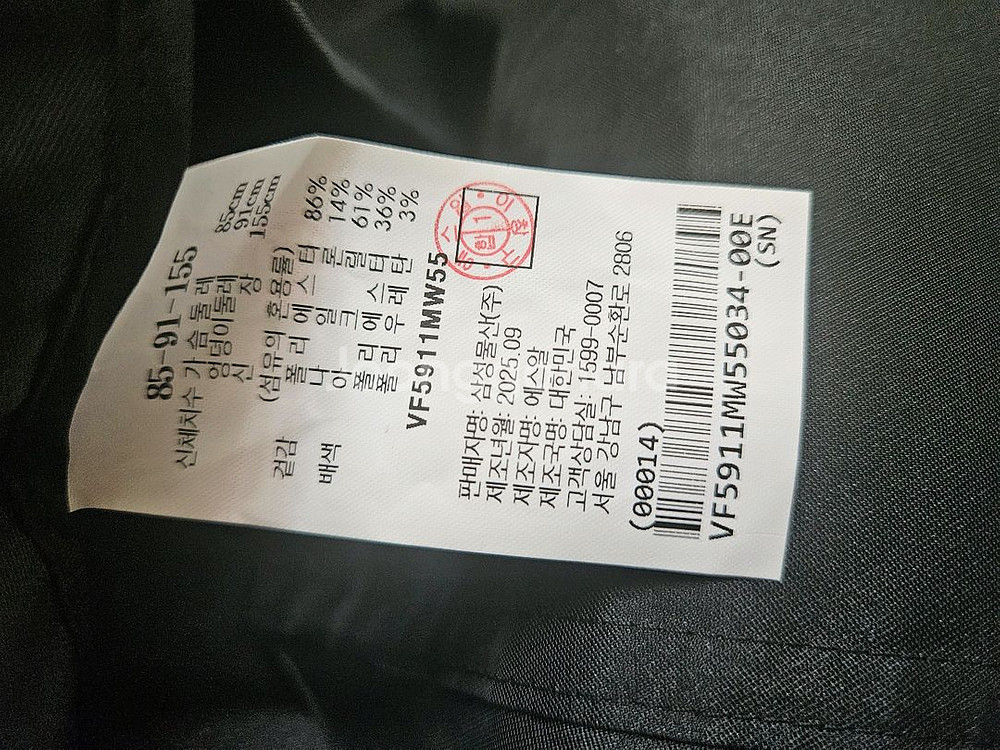 85-91-155
신체치수 가 슴 둘 레 85cm
엉덩이둘레 91cm
신 장 155cm
(섬유의 혼용률)
겉감 폴 리 에 스 터 86%
나 일 론 14%
배색 아 크 릴 61%
폴 리 에 스 터 36%
폴 리 우 레 탄 3%
VF5911MW55
판매자명: 삼성물산(주)
제조년월: 2025.09
제조자명: 에스알
제조국명: 대한민국
고객상담실: 1599-0007
서울 강남구 남부순환로 2806
(00014)
VF5911MW55034-00E
(SN)